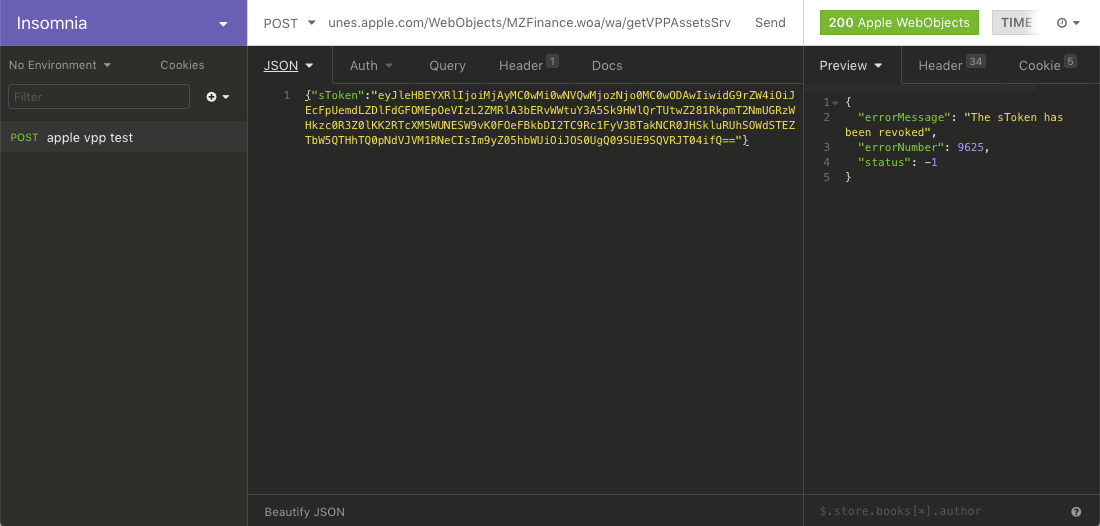 Insomnia
POST
unes.apple.com/WebObjects/MZFinance.woa/wa/getVPPAssetsSrv
Send
200 Apple WebObjects
TIME
No Environment
Cookies
JSON
Auth
Query
Header 1
Docs
Preview
Header 34
Cookie 5
Filter
POST apple vpp test
1
{"sToken":"eyJleHBEYXRlIjoiMjAyMC0wMi0wNVQwMjozNjo0MC0wODAwIiwidG9rZW4iOiJ
1 {
2 "errorMessage": "The sToken has
been revoked",
3 "errorNumber": 9625,
4 "status": -1
5 }
Beautify JSON
$.store.books[*].author